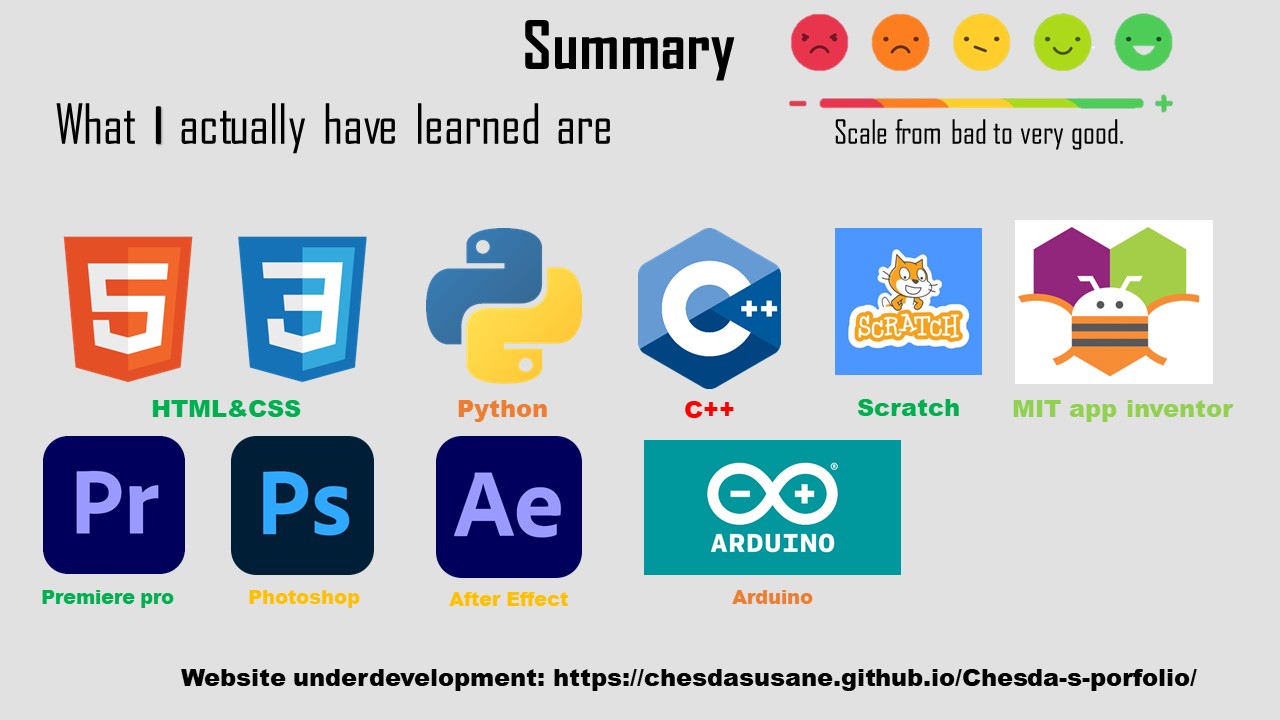 Summary
What I actually have learned are
Scale from bad to very good.
5
3
C++
SCRATCH
HTML&CSS
Python
C++
Scratch
MIT app inventor
Pr
Ps
Ae
ARDUINO
®
Premiere pro
Photoshop
After Effect
Arduino
Website underdevelopment: https://chesdasusane.github.io/Chesda-s-porfolio/